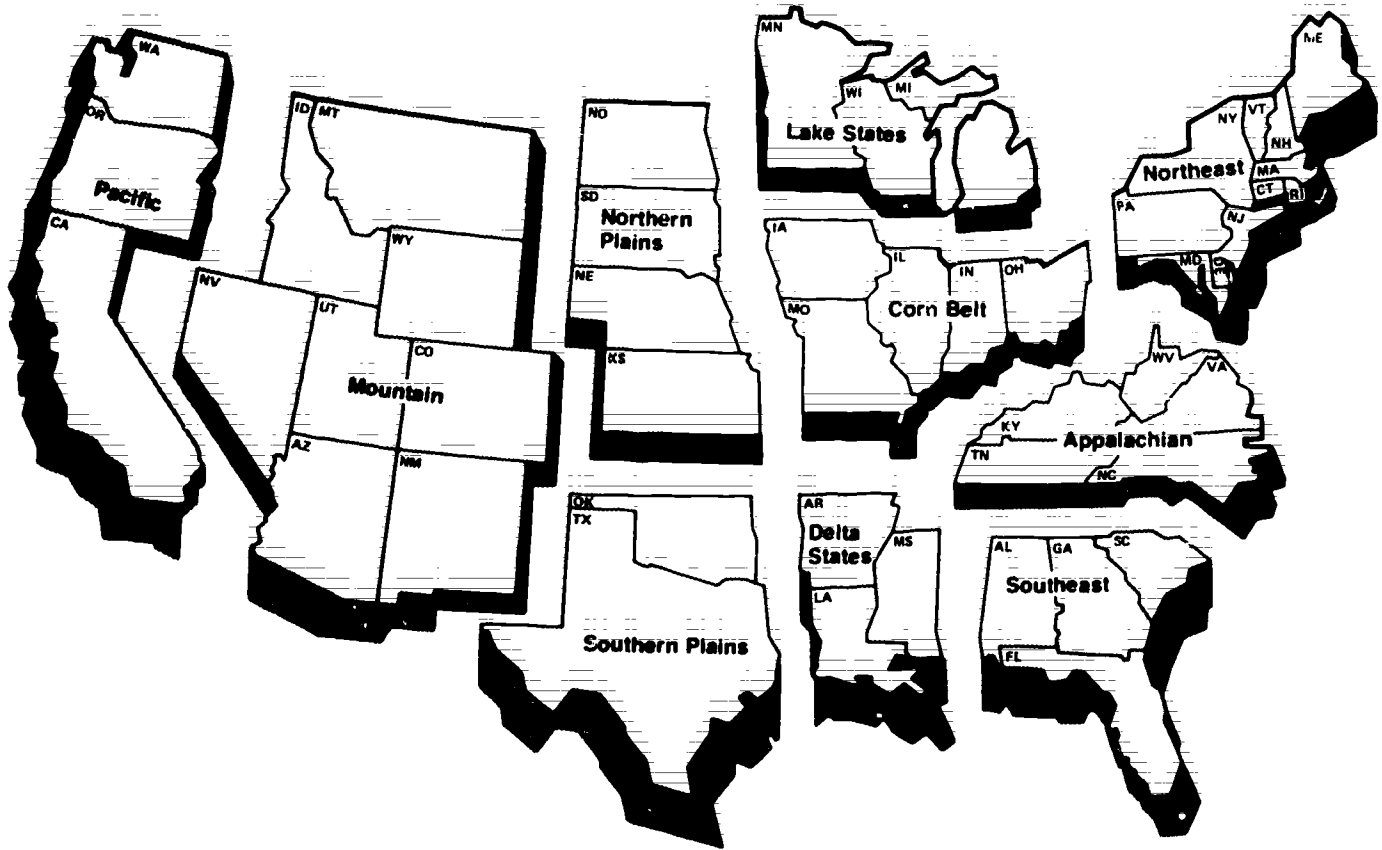 WA
OR
Pacific
CA
ID
MT
WY
NV
UT
CO
Mountain
AZ
NM
NO
SD
Northern
Plains
NE
KS
OK
TX
Southern Plains
MN
WI
MI
Lake States
IA
IL
IN
OH
MO
Corn Belt
AR
Delta
States
MS
LA
ME
NY
VT
NH
Northeast
MA
CT
RI
PA
NJ
MD
DE
WV
VA
KY
Appalachian
TN
NC
AL
GA
SC
Southeast
FL